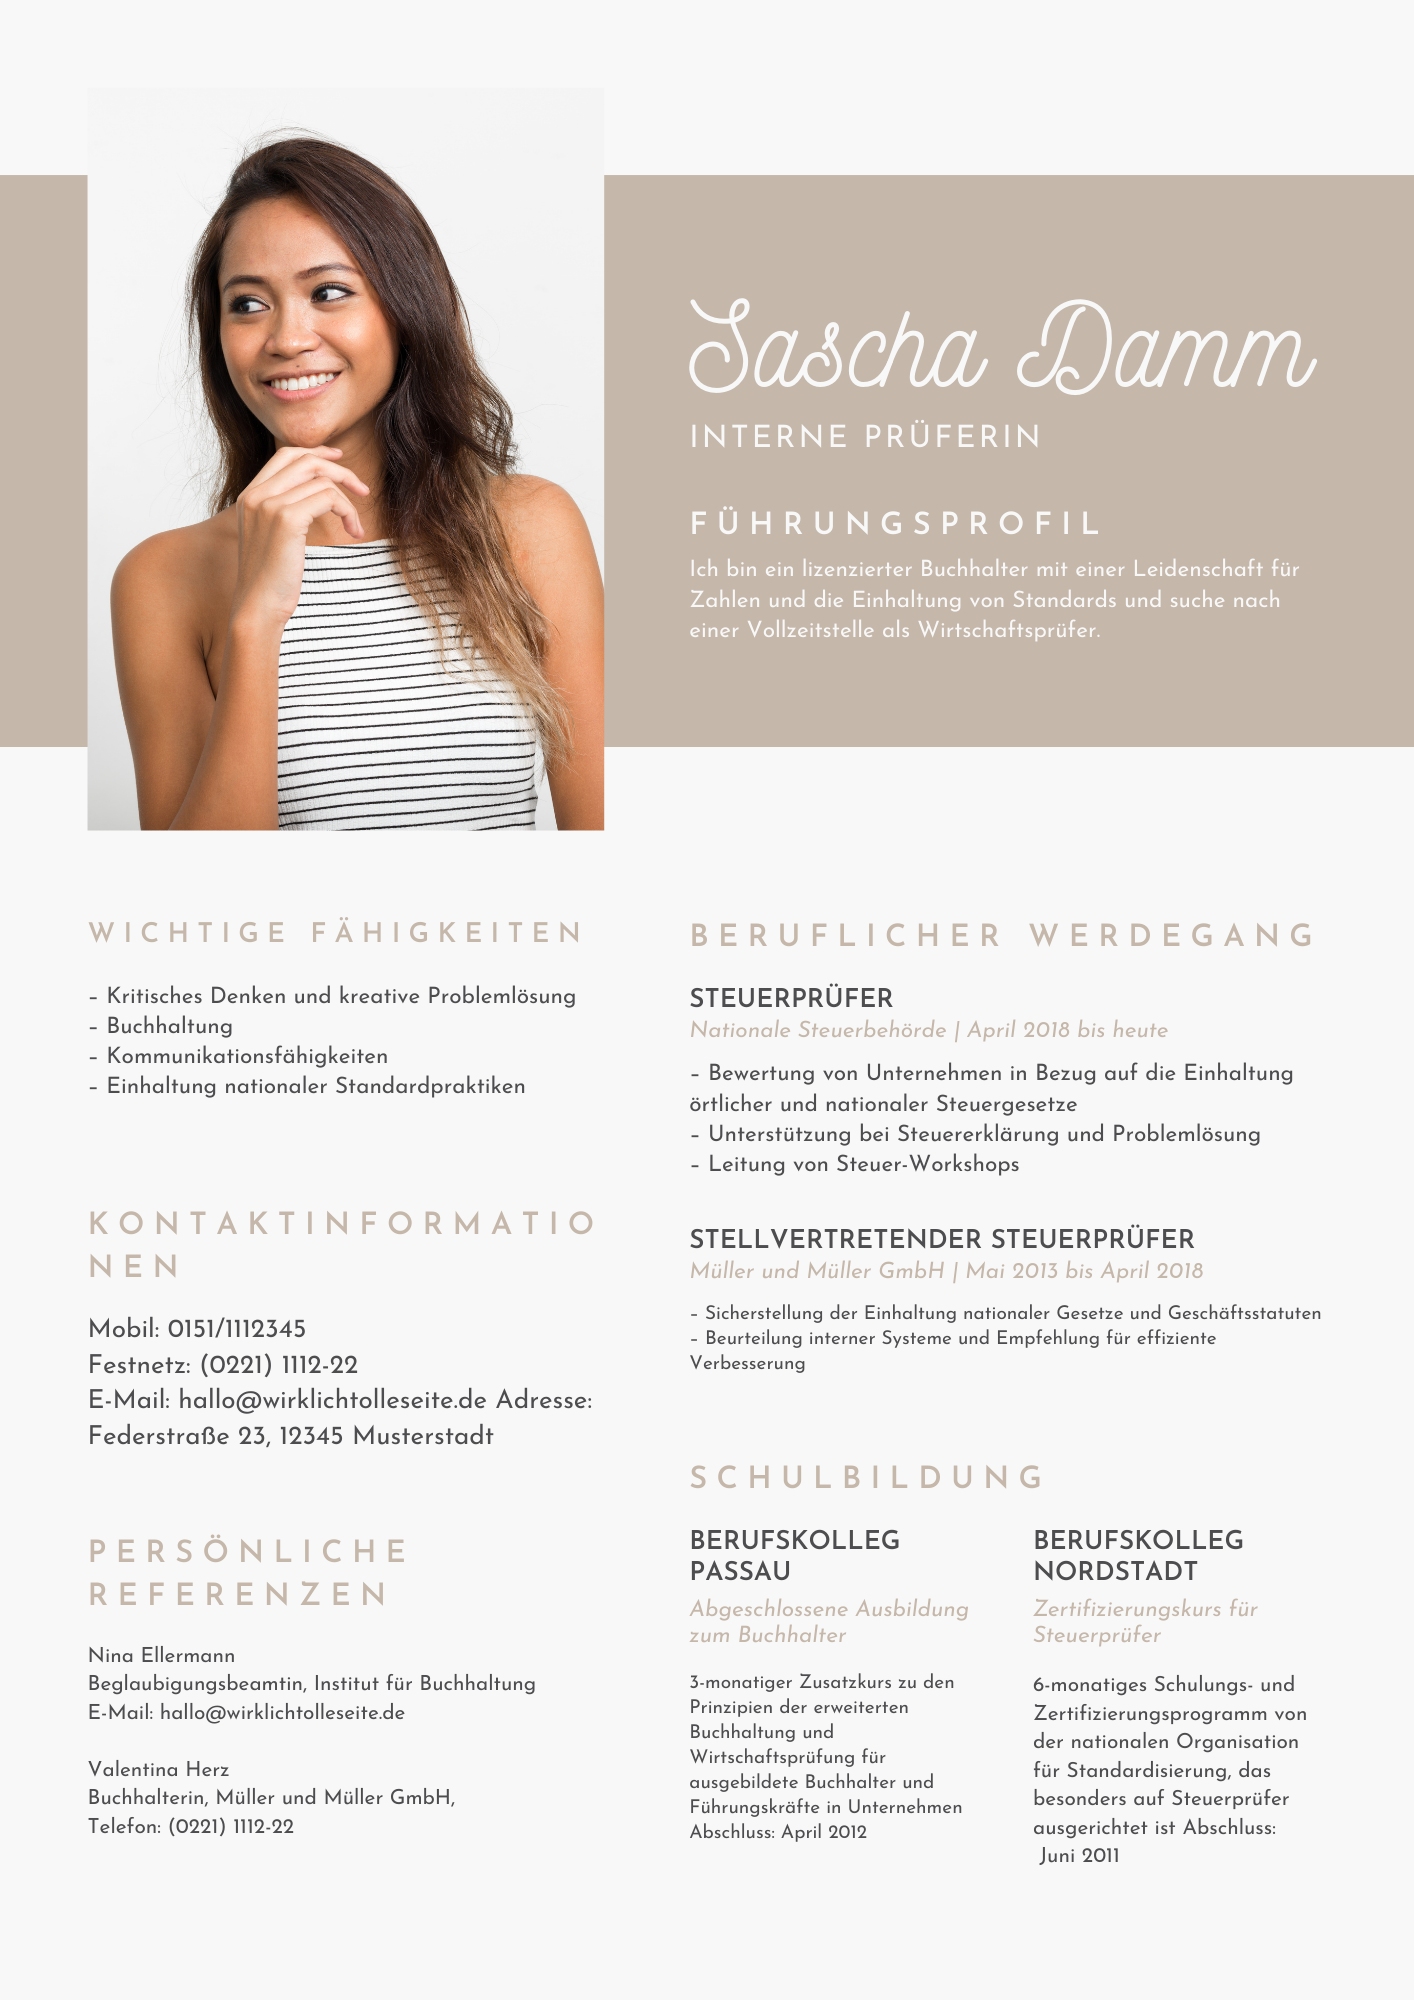 Sascha Damm
INTERNE PRÜFERIN
FÜHRUNGSPROFIL
Ich bin ein lizenzierter Buchhalter mit einer Leidenschaft für
Zahlen und die Einhaltung von Standards und suche nach
einer Vollzeitstelle als Wirtschaftsprüfer.
WICHTIGE FÄHIGKEITEN
– Kritisches Denken und kreative Problemlösung
– Buchhaltung
– Kommunikationsfähigkeiten
– Einhaltung nationaler Standardpraktiken
KONTAKTINFORMATIO
NEN
Mobil: 0151/1112345
Festnetz: (0221) 1112-22
E-Mail: hallo@wirklichtolleseite.de Adresse:
Federstraße 23, 12345 Musterstadt
PERSÖNLICHE
REFERENZEN
Nina Ellermann
Beglaubigungsbeamtin, Institut für Buchhaltung
E-Mail: hallo@wirklichtolleseite.de
Valentina Herz
Buchhalterin, Müller und Müller GmbH,
Telefon: (0221) 1112-22
BERUFLICHER WERDEGANG
STEUERPRÜFER
Nationale Steuerbehörde | April 2018 bis heute
– Bewertung von Unternehmen in Bezug auf die Einhaltung
örtlicher und nationaler Steuergesetze
– Unterstützung bei Steuererklärung und Problemlösung
– Leitung von Steuer-Workshops
STELLVERTRETENDER STEUERPRÜFER
Müller und Müller GmbH | Mai 2013 bis April 2018
– Sicherstellung der Einhaltung nationaler Gesetze und Geschäftsstatuten
– Beurteilung interner Systeme und Empfehlung für effiziente
Verbesserung
SCHULBILDUNG
BERUFSKOLLEG
PASSAU
Abgeschlossene Ausbildung
zum Buchhalter
3-monatiger Zusatzkurs zu den
Prinzipien der erweiterten
Buchhaltung und
Wirtschaftsprüfung für
ausgebildete Buchhalter und
Führungskräfte in Unternehmen
Abschluss: April 2012
BERUFSKOLLEG
NORDSTADT
Zertifizierungskurs für
Steuerprüfer
6-monatiges Schulungs- und
Zertifizierungsprogramm von
der nationalen Organisation
für Standardisierung, das
besonders auf Steuerprüfer
ausgerichtet ist Abschluss:
Juni 2011